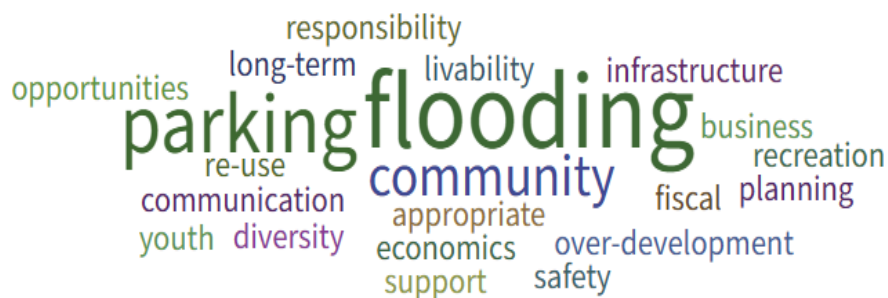 responsibility
long-term livability infrastructure
opportunities
parking flooding
business
re-use community recreation
communication fiscal planning
appropriate
youth diversity economics over-development
support safety